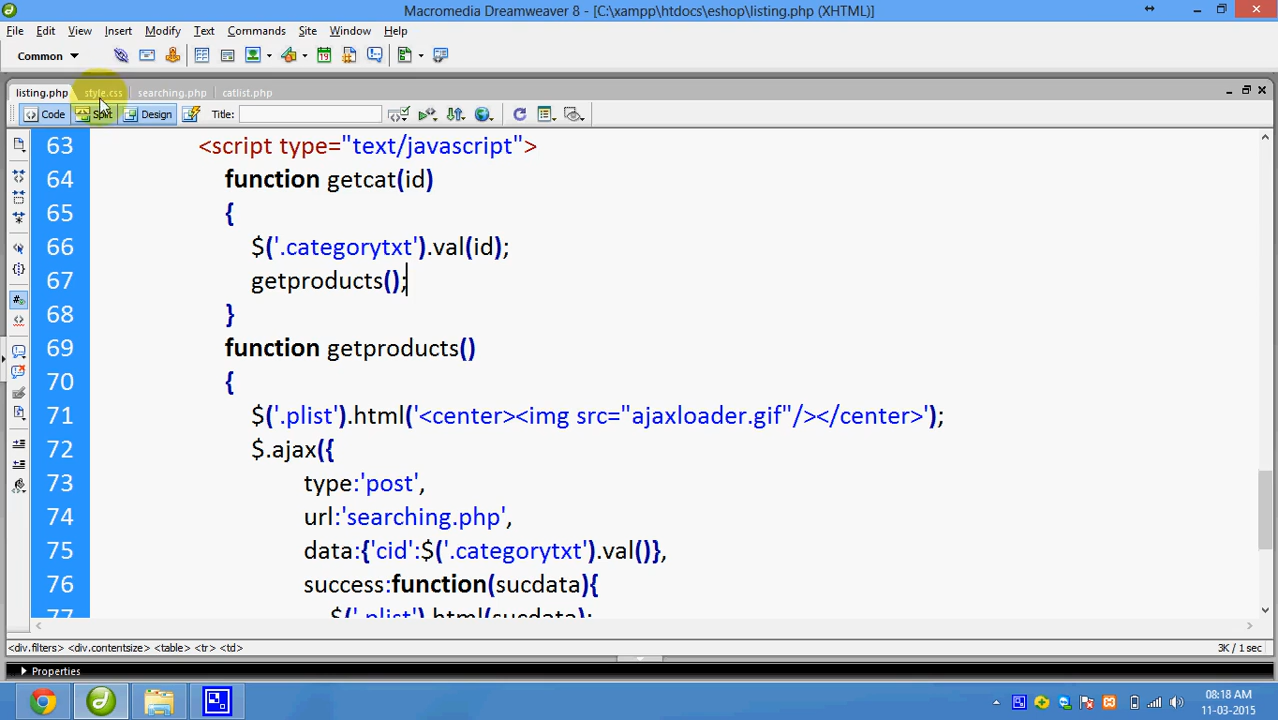 Macromedia Dreamweaver 8 - [C:\xampp\htdocs\eshop\listing.php (XHTML)]
File Edit View Insert Modify Text Commands Site Window Help
Common
listing.php style.css searching.php catlist.php
Code Split Design Title:
63 <script type="text/javascript">
64 function getcat(id)
65 {
66 $('.categorytxt').val(id);
67 getproducts();
68 }
69 function getproducts()
70 {
71 $('.plist').html('<center><img src="ajaxloader.gif"/></center>');
72 $.ajax({
73 type:'post',
74 url:'searching.php',
75 data:{'cid':$('.categorytxt').val()},
76 success:function(sucdata){
77 $('.plist').html(sucdata);
<div.filters> <div.contentsize> <table> <tr> <td> 3K / 1 sec
Properties
08:18 AM
11-03-2015